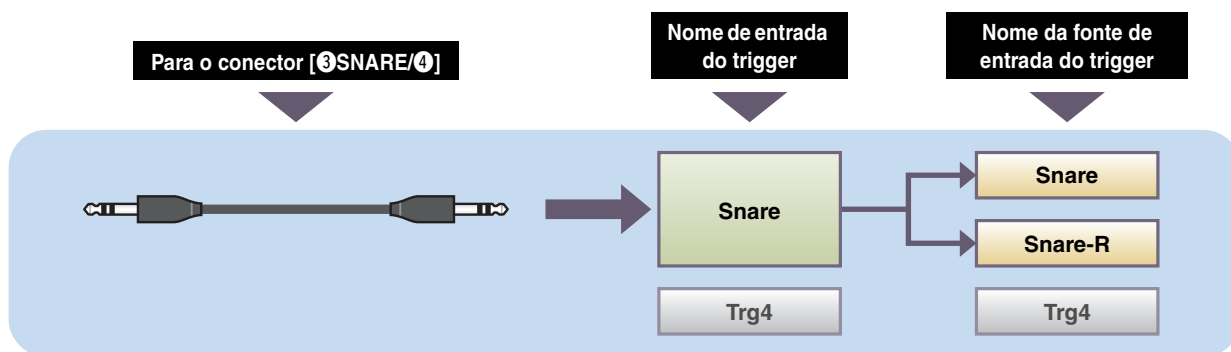 Para o conector [❸SNARE/❹]
Nome de entrada
do trigger
Nome da fonte de
entrada do trigger
Snare
Snare
Snare-R
Trg4
Trg4